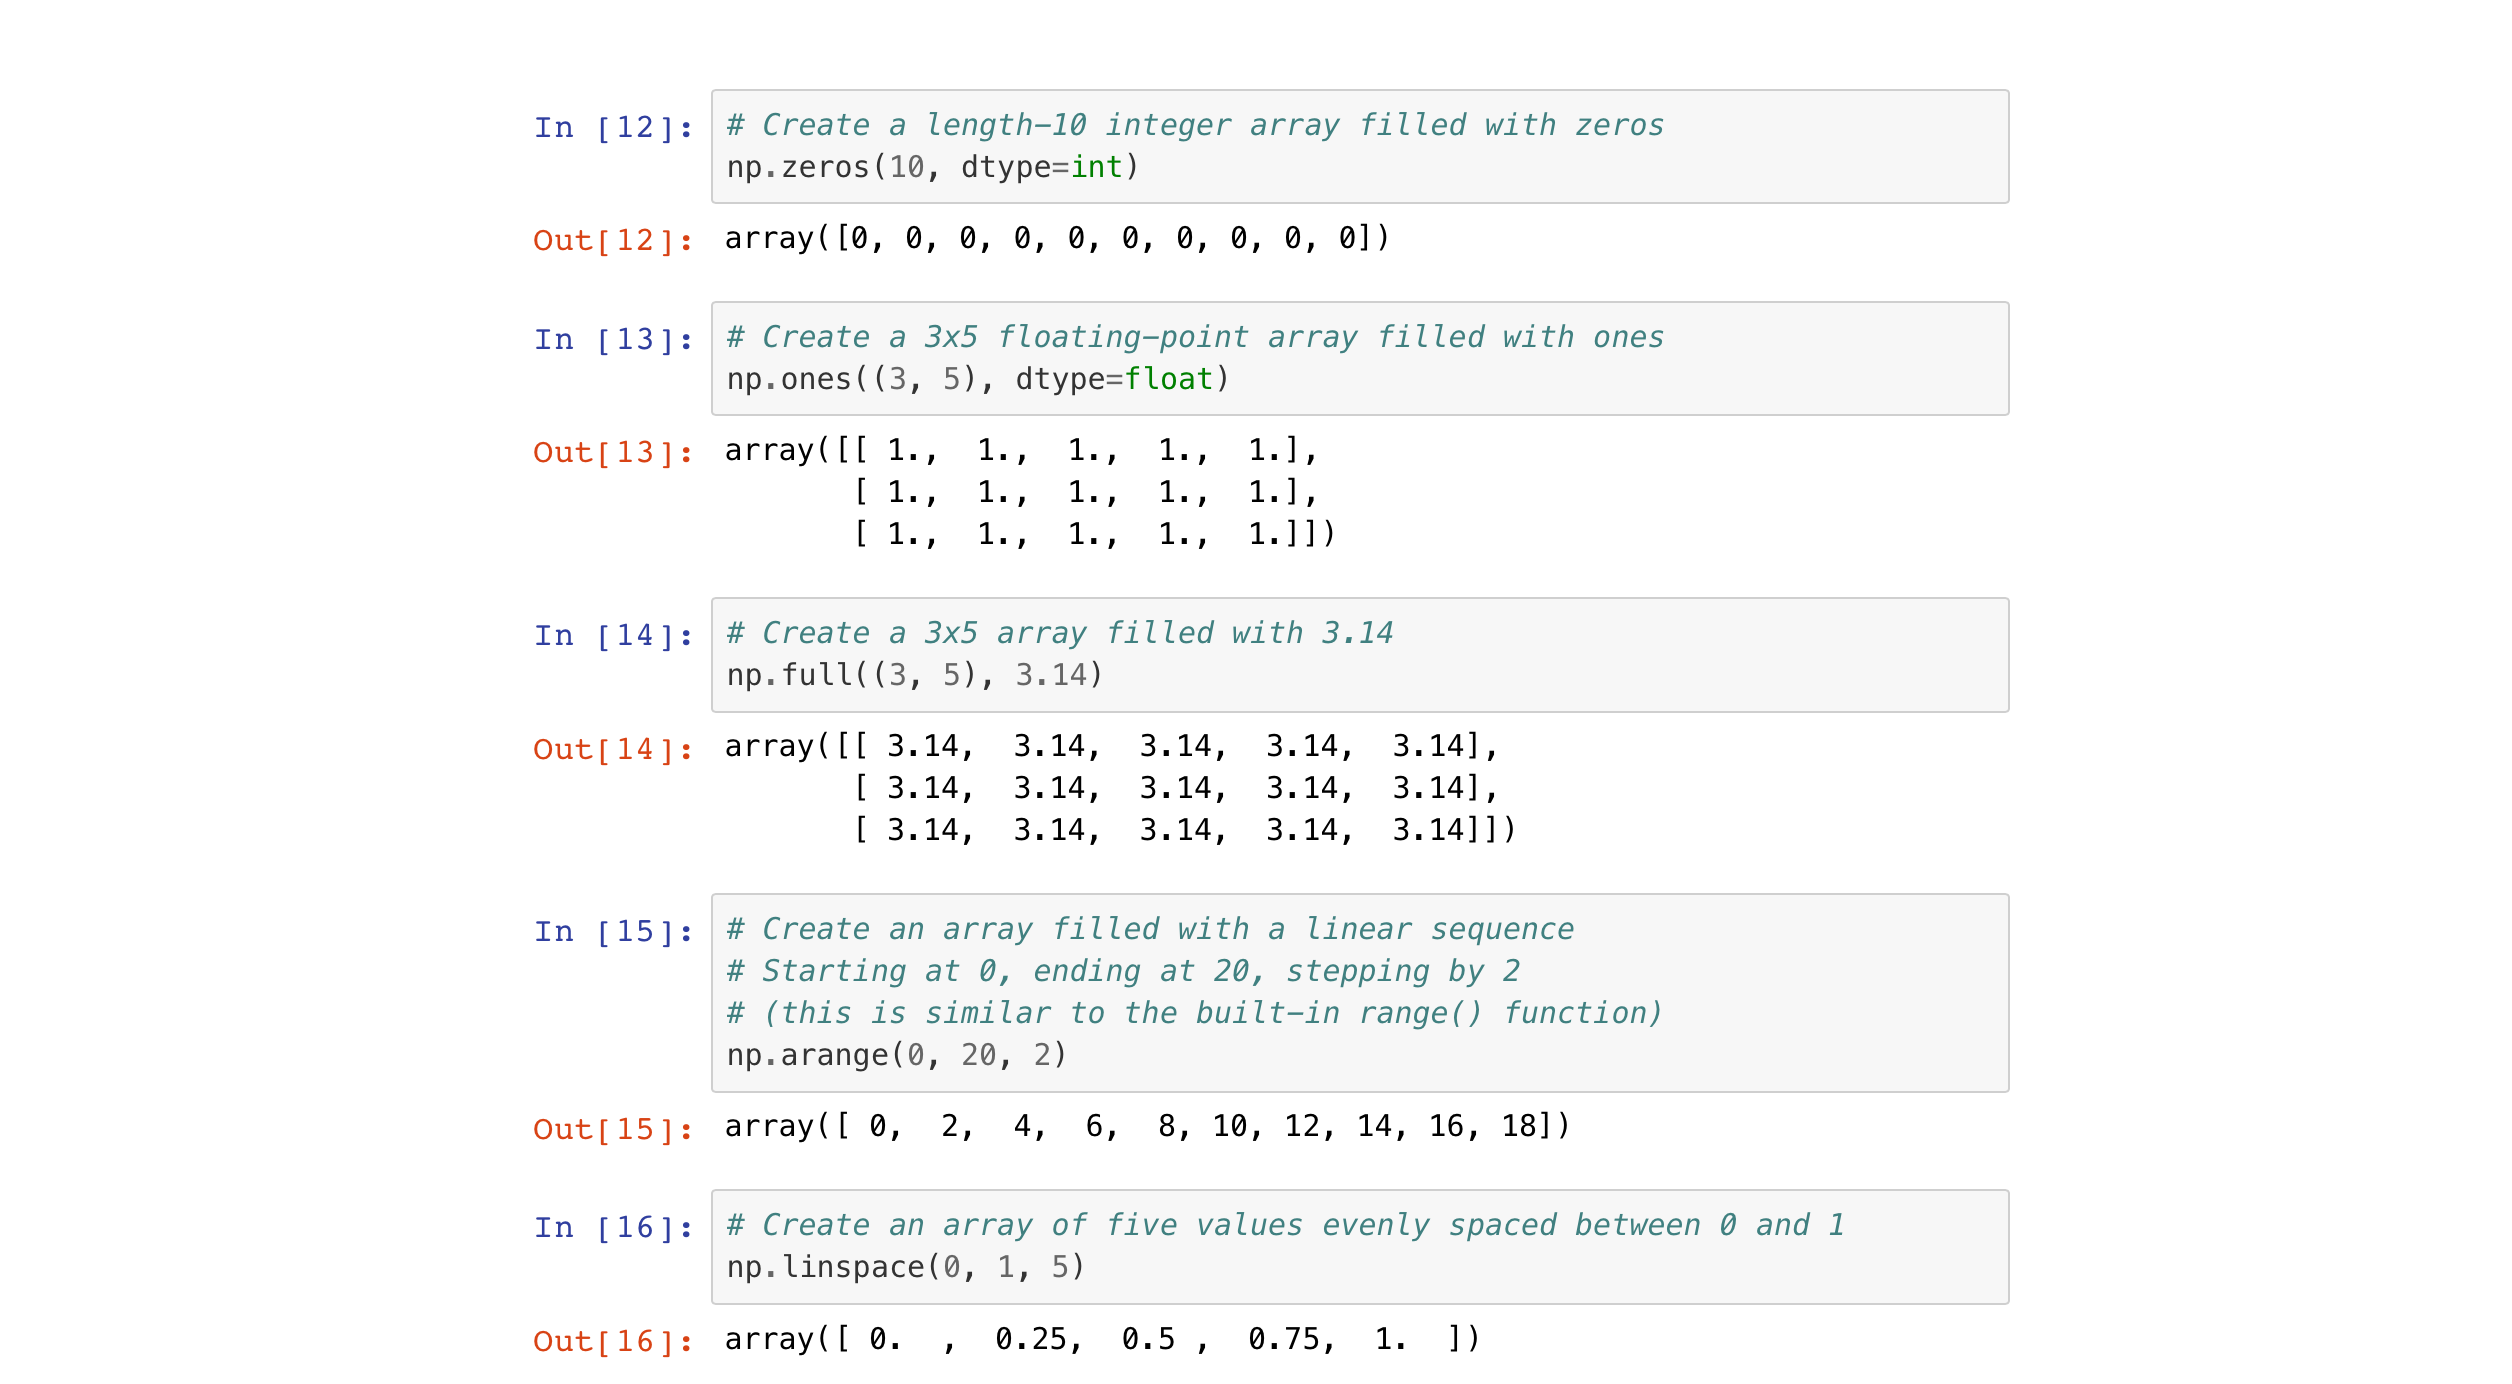 In [12]: # Create a length-10 integer array filled with zeros
np.zeros(10, dtype=int)
Out[12]: array([0, 0, 0, 0, 0, 0, 0, 0, 0, 0])
In [13]: # Create a 3x5 floating-point array filled with ones
np.ones((3, 5), dtype=float)
Out[13]: array([[ 1.,  1.,  1.,  1.,  1.],
       [ 1.,  1.,  1.,  1.,  1.],
       [ 1.,  1.,  1.,  1.,  1.]])
In [14]: # Create a 3x5 array filled with 3.14
np.full((3, 5), 3.14)
Out[14]: array([[ 3.14,  3.14,  3.14,  3.14,  3.14],
       [ 3.14,  3.14,  3.14,  3.14,  3.14],
       [ 3.14,  3.14,  3.14,  3.14,  3.14]])
In [15]: # Create an array filled with a linear sequence
# Starting at 0, ending at 20, stepping by 2
# (this is similar to the built-in range() function)
np.arange(0, 20, 2)
Out[15]: array([ 0,  2,  4,  6,  8, 10, 12, 14, 16, 18])
In [16]: # Create an array of five values evenly spaced between 0 and 1
np.linspace(0, 1, 5)
Out[16]: array([ 0.  ,  0.25,  0.5 ,  0.75,  1.  ])